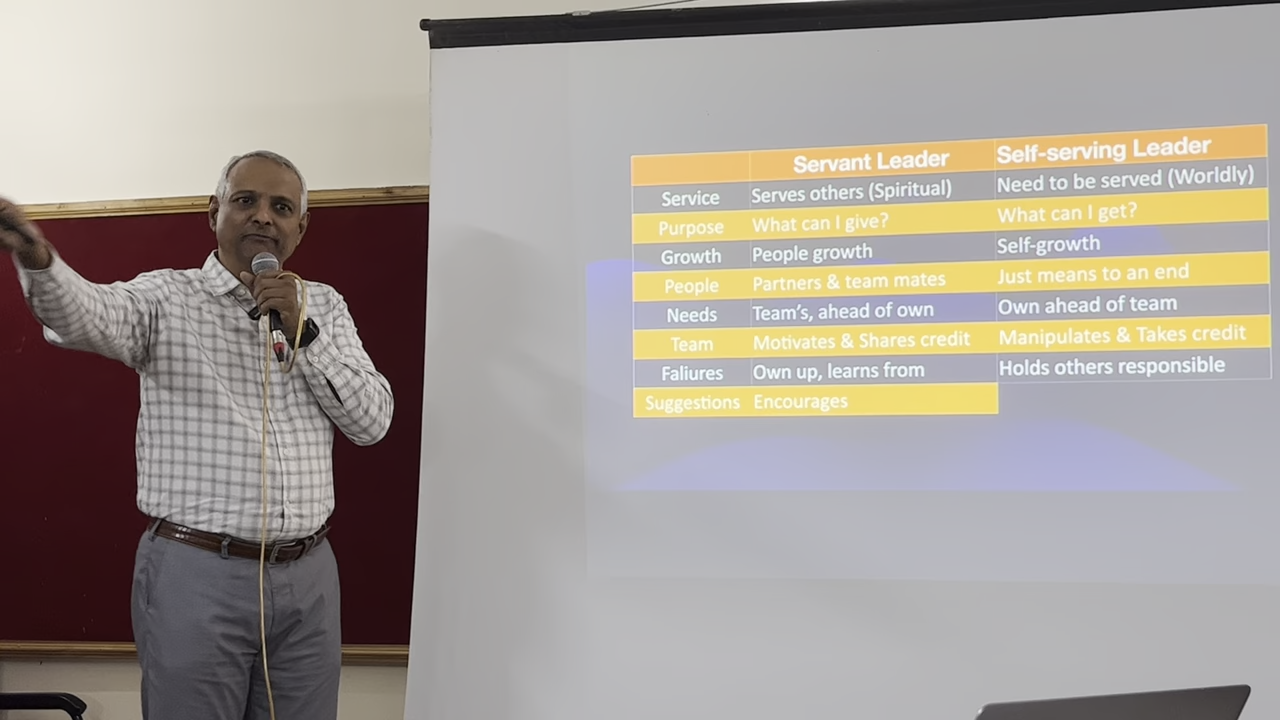 Servant Leader Self-serving Leader
Service Serves others (Spiritual) Need to be served (Worldly)
Purpose What can I give? What can I get?
Growth People growth Self-growth
People Partners & team mates Just means to an end
Needs Team's, ahead of own Own ahead of team
Team Motivates & Shares credit Manipulates & Takes credit
Faliures Own up, learns from Holds others responsible
Suggestions Encourages